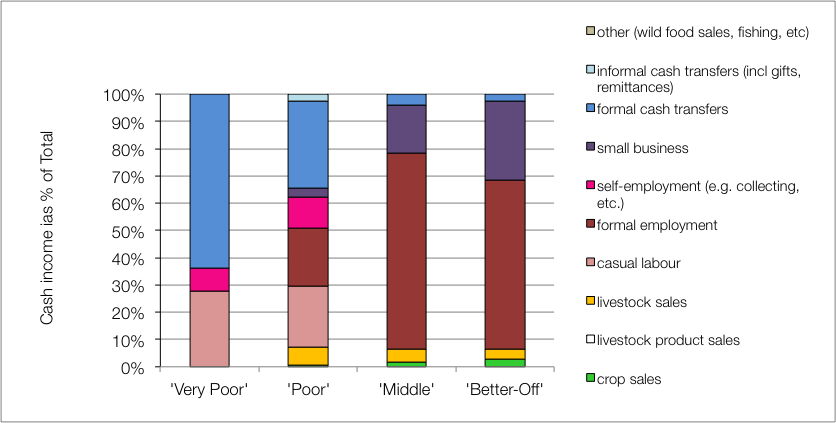 other (wild food sales, fishing, etc)
informal cash transfers (incl gifts,
remittances)
formal cash transfers
small business
self-employment (e.g. collecting,
etc.)
formal employment
casual labour
livestock sales
livestock product sales
crop sales
Cash income ias % of Total
100%
90%
80%
70%
60%
50%
40%
30%
20%
10%
0%
'Very Poor'
'Poor'
'Middle'
'Better-Off'